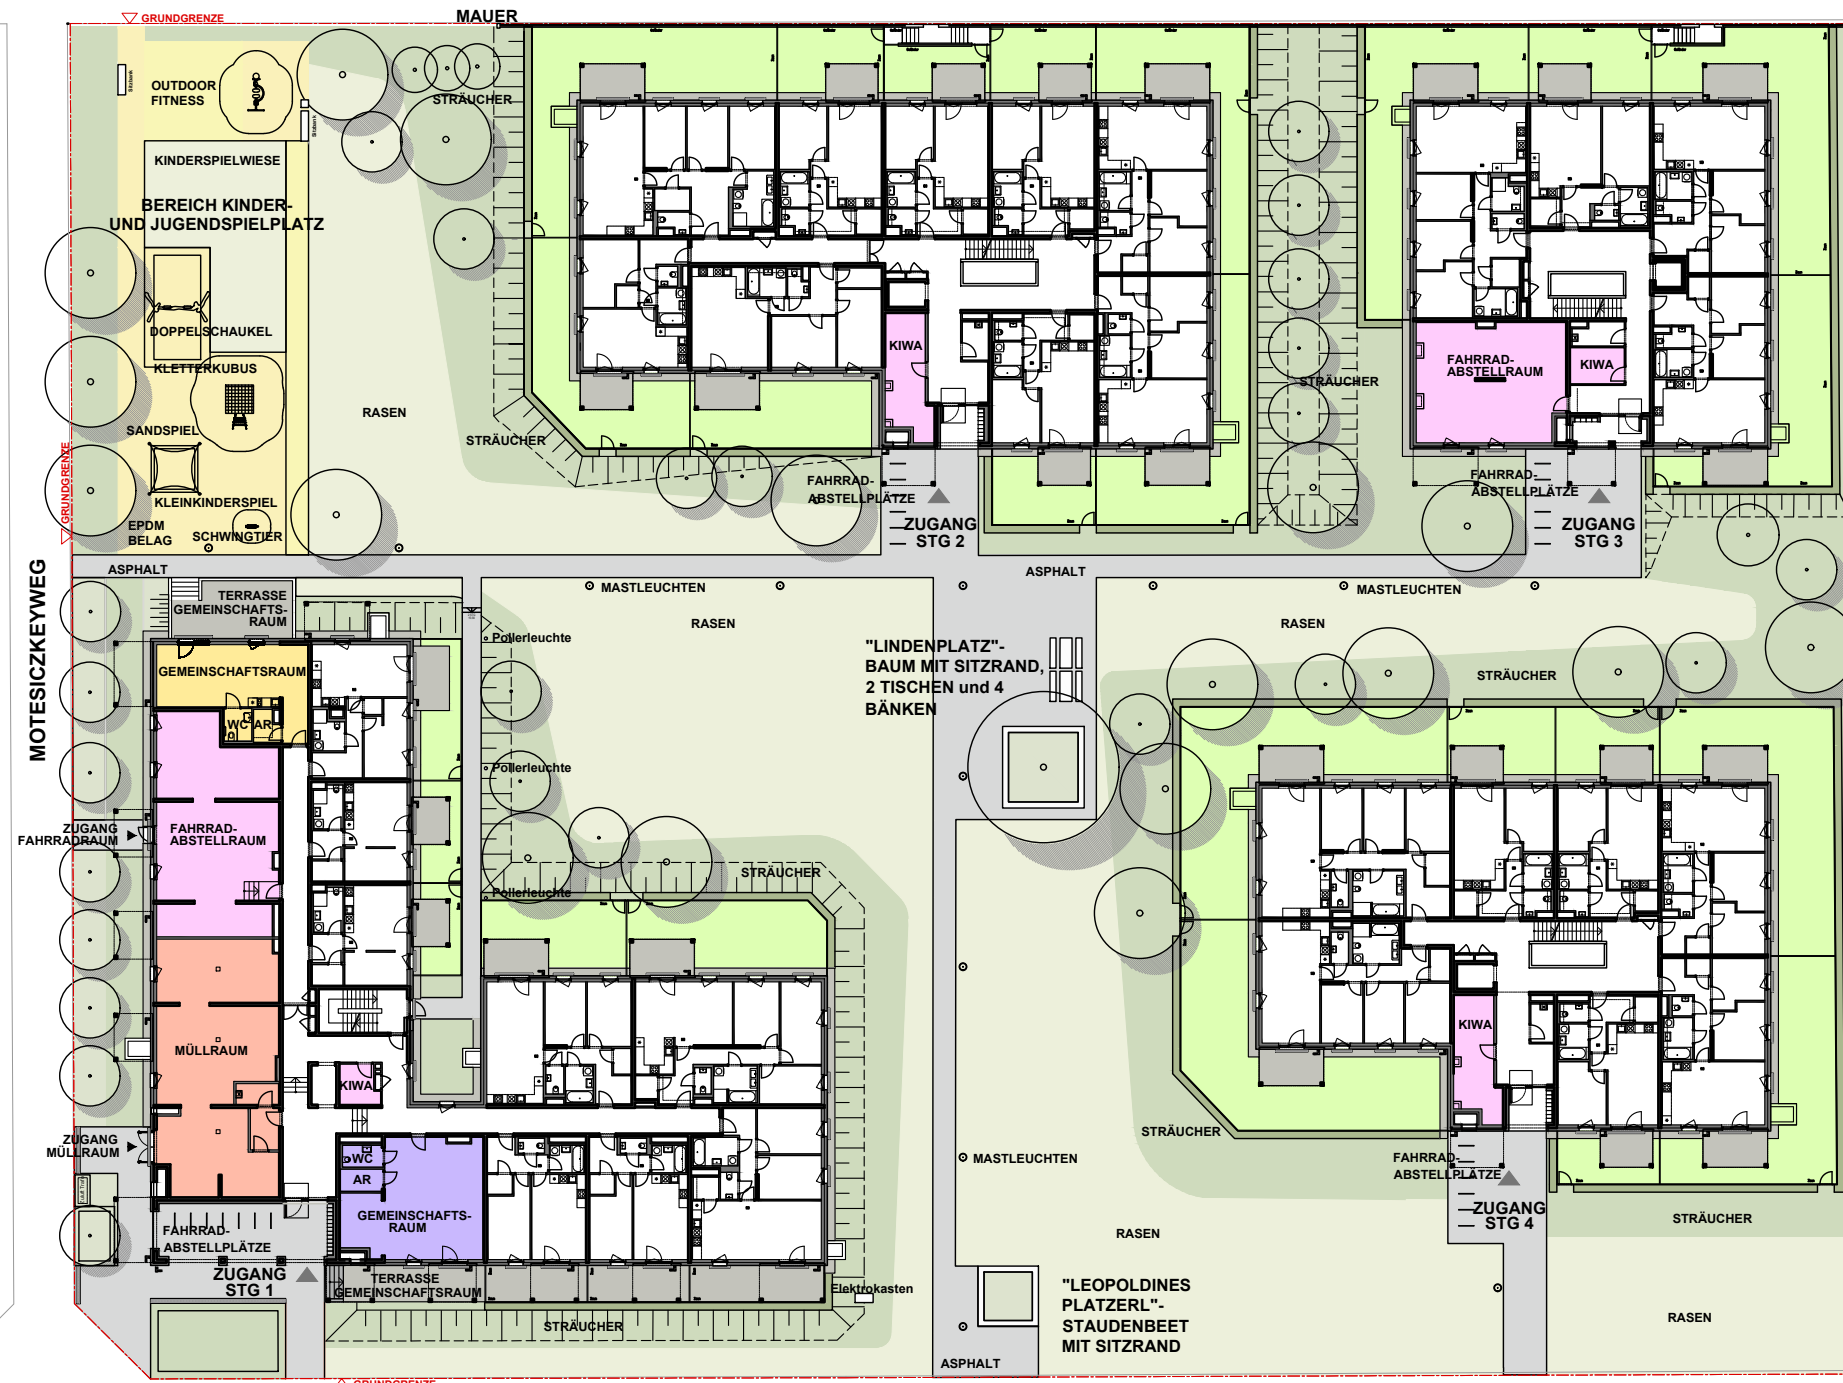 GRUNDGRENZE
MAUER
OUTDOOR
FITNESS
Sitzbank
Sitzbank
STRÄUCHER
KINDERSPIELWIESE
BEREICH KINDER-
UND JUGENDSPIELPLATZ
DOPPELSCHAUKEL
KLETTERKUBUS
SANDSPIEL
KLEINKINDERSPIEL
EPDM
BELAG
SCHWINGTIER
GRUNDGRENZE
RASEN
STRÄUCHER
KIWA
FAHRRAD-
ABSTELLPLÄTZE
ZUGANG
STG 2
STRÄUCHER
FAHRRAD-
ABSTELLRAUM
KIWA
FAHRRAD-
ABSTELLPLÄTZE
ZUGANG
STG 3
ASPHALT
ASPHALT
MASTLEUCHTEN
MASTLEUCHTEN
MOTESICZKEYWEG
TERRASSE
GEMEINSCHAFTS-
RAUM
RASEN
RASEN
Pollerleuchte
"LINDENPLATZ"-
BAUM MIT SITZRAND,
2 TISCHEN und 4
BÄNKEN
GEMEINSCHAFTSRAUM
WC AR
STRÄUCHER
Pollerleuchte
ZUGANG
FAHRRADRAUM
FAHRRAD-
ABSTELLRAUM
STRÄUCHER
Pollerleuchte
MÜLLRAUM
KIWA
KIWA
ZUGANG
MÜLLRAUM
WC
AR
STRÄUCHER
MASTLEUCHTEN
FAHRRAD-
ABSTELLPLÄTZE
ZUGANG
STG 4
STRÄUCHER
GEMEINSCHAFTS-
RAUM
FAHRRAD-
ABSTELLPLÄTZE
RASEN
ZUGANG
STG 1
TERRASSE
GEMEINSCHAFTSRAUM
Elektrokasten
STRÄUCHER
"LEOPOLDINES
PLATZERL"-
STAUDENBEET
MIT SITZRAND
RASEN
ASPHALT
GRUNDGRENZE